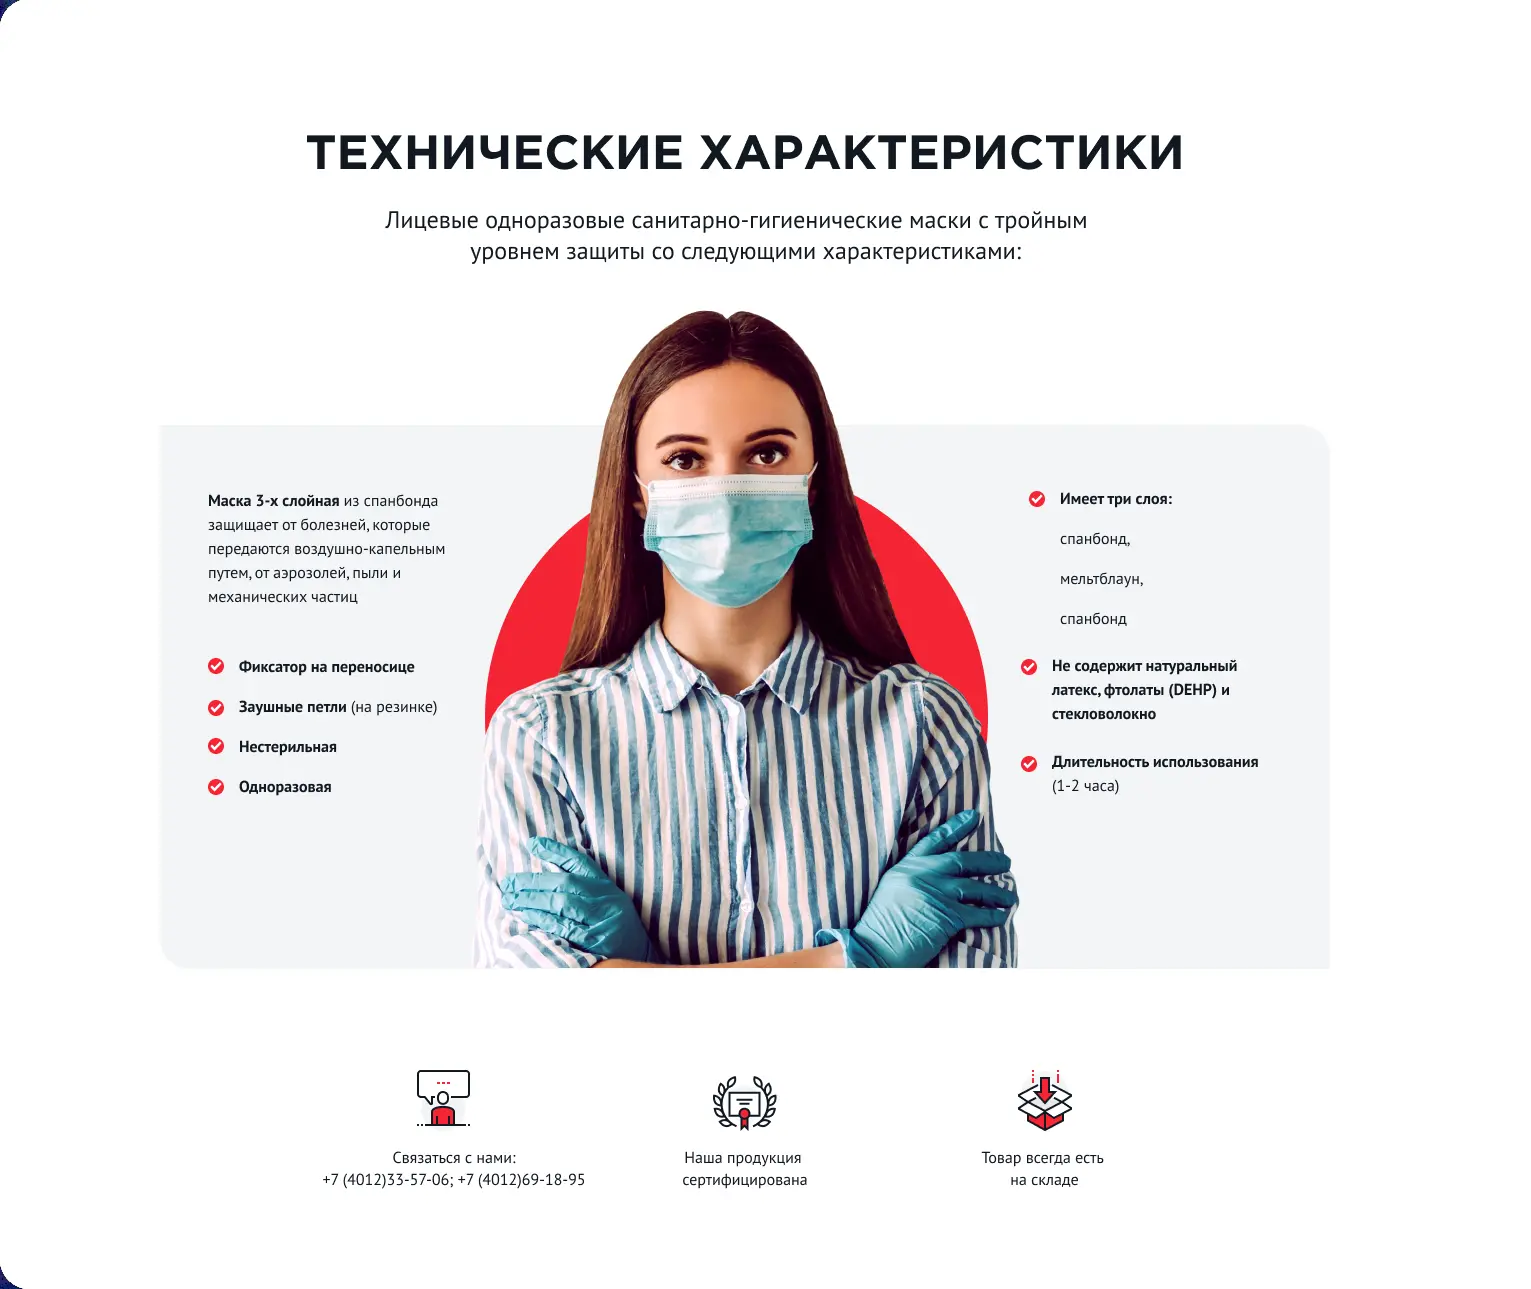 ТЕХНИЧЕСКИЕ ХАРАКТЕРИСТИКИ
Лицевые одноразовые санитарно-гигиенические маски с тройным
уровнем защиты со следующими характеристиками:
Маска 3-х слойная из спанбонда
защищает от болезней, которые
передаются воздушно-капельным
путем, от аэрозолей, пыли и
механических частиц
Фиксатор на переносице
Заушные петли (на резинке)
Нестерильная
Одноразовая
Имеет три слоя:
спанбонд,
мельтблаун,
спанбонд
Не содержит натуральный
латекс, фтолаты (DEHP) и
стекловолокно
Длительность использования
(1-2 часа)
Связаться с нами:
+7 (4012)33-57-06; +7 (4012)69-18-95
Наша продукция
сертифицирована
Товар всегда есть
на складе